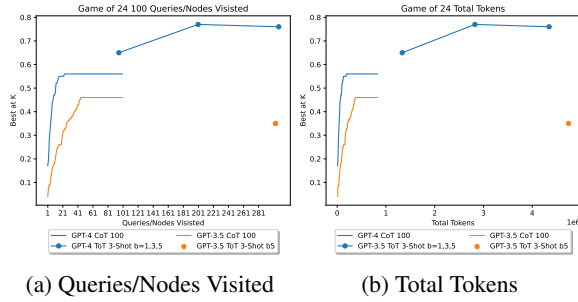 Game of 24 100 Queries/Nodes Visisted
Best at K
0.8
0.7
0.6
0.5
0.4
0.3
0.2
0.1
1 21 41 61 81 101 121 141 161 181 201 221 241 261 281
Queries/Nodes Visisted
GPT-4 CoT 100
GPT-3.5 CoT 100
GPT-4 ToT 3-Shot b=1,3,5
GPT-3.5 ToT 3-Shot b5
(a) Queries/Nodes Visited
Game of 24 Total Tokens
Best at K
0.8
0.7
0.6
0.5
0.4
0.3
0.2
0.1
0 1 2 3 4 5
1e6
Total Tokens
GPT-4 CoT 100
GPT-3.5 CoT 100
GPT-4 ToT 3-Shot b=1,3,5
GPT-3.5 ToT 3-Shot b5
(b) Total Tokens